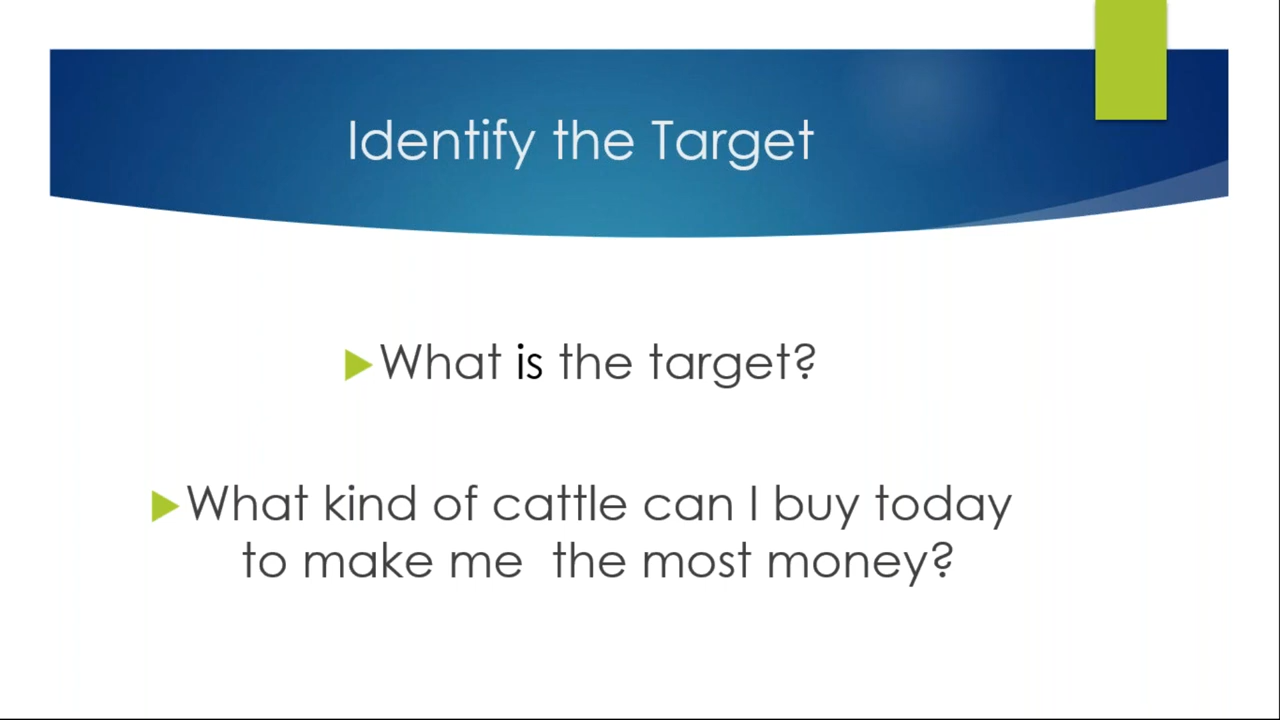 Identify the Target
What is the target?
What kind of cattle can I buy today
to make me  the most money?